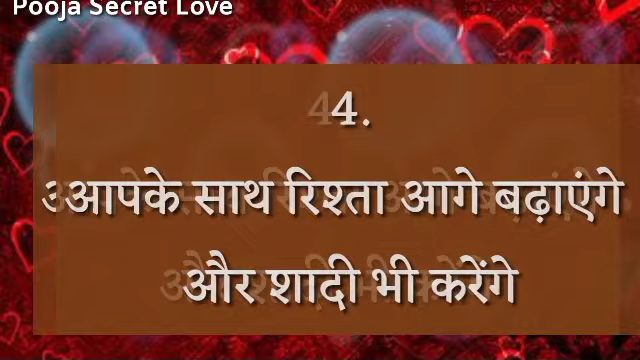 Pooja Secret Love
4.
आपके साथ रिश्ता आगे बढ़ाएंगे
और शादी भी करेंगे